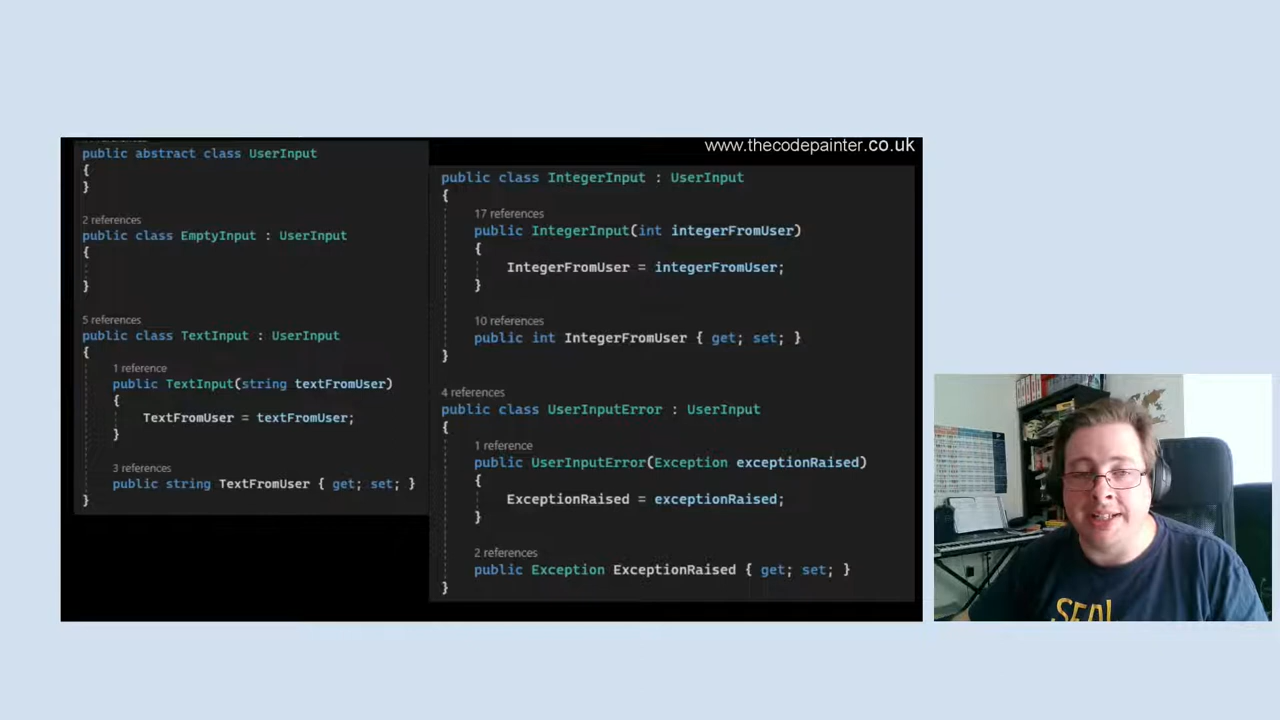 www.thecodepainter.co.uk
public abstract class UserInput
{
}
2 references
public class EmptyInput : UserInput
{
}
5 references
public class TextInput : UserInput
{
1 reference
public TextInput(string textFromUser)
{
TextFromUser = textFromUser;
}
3 references
public string TextFromUser { get; set; }
}
public class IntegerInput : UserInput
{
17 references
public IntegerInput(int integerFromUser)
{
IntegerFromUser = integerFromUser;
}
10 references
public int IntegerFromUser { get; set; }
}
4 references
public class UserInputError : UserInput
{
1 reference
public UserInputError(Exception exceptionRaised)
{
ExceptionRaised = exceptionRaised;
}
2 references
public Exception ExceptionRaised { get; set; }
}